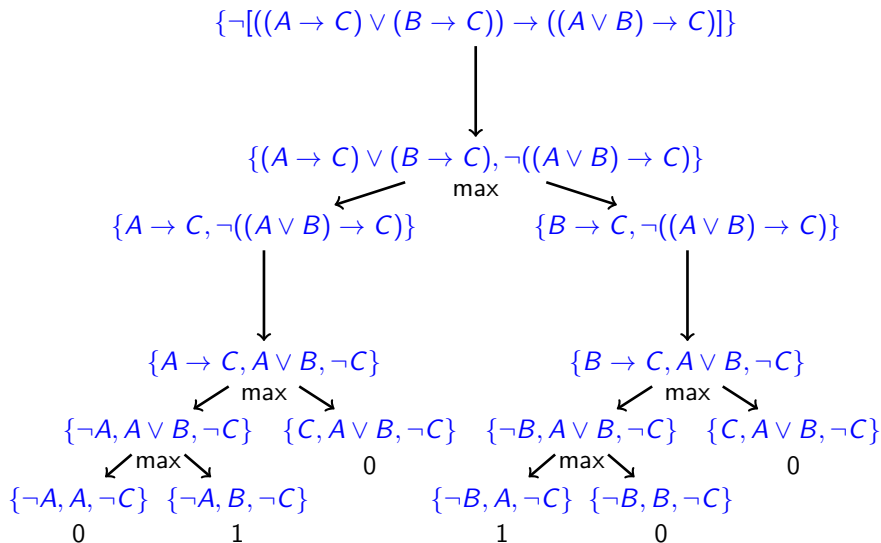 {¬[((A → C) ∨ (B → C)) → ((A ∨ B) → C)]}
{(A → C) ∨ (B → C), ¬((A ∨ B) → C)}
max
{A → C, ¬((A ∨ B) → C)} {B → C, ¬((A ∨ B) → C)}
{A → C, A ∨ B, ¬C} {B → C, A ∨ B, ¬C}
max max
{¬A, A ∨ B, ¬C} {C, A ∨ B, ¬C} {¬B, A ∨ B, ¬C} {C, A ∨ B, ¬C}
max 0 max 0
{¬A, A, ¬C} {¬A, B, ¬C} {¬B, A, ¬C} {¬B, B, ¬C}
0 1 1 0